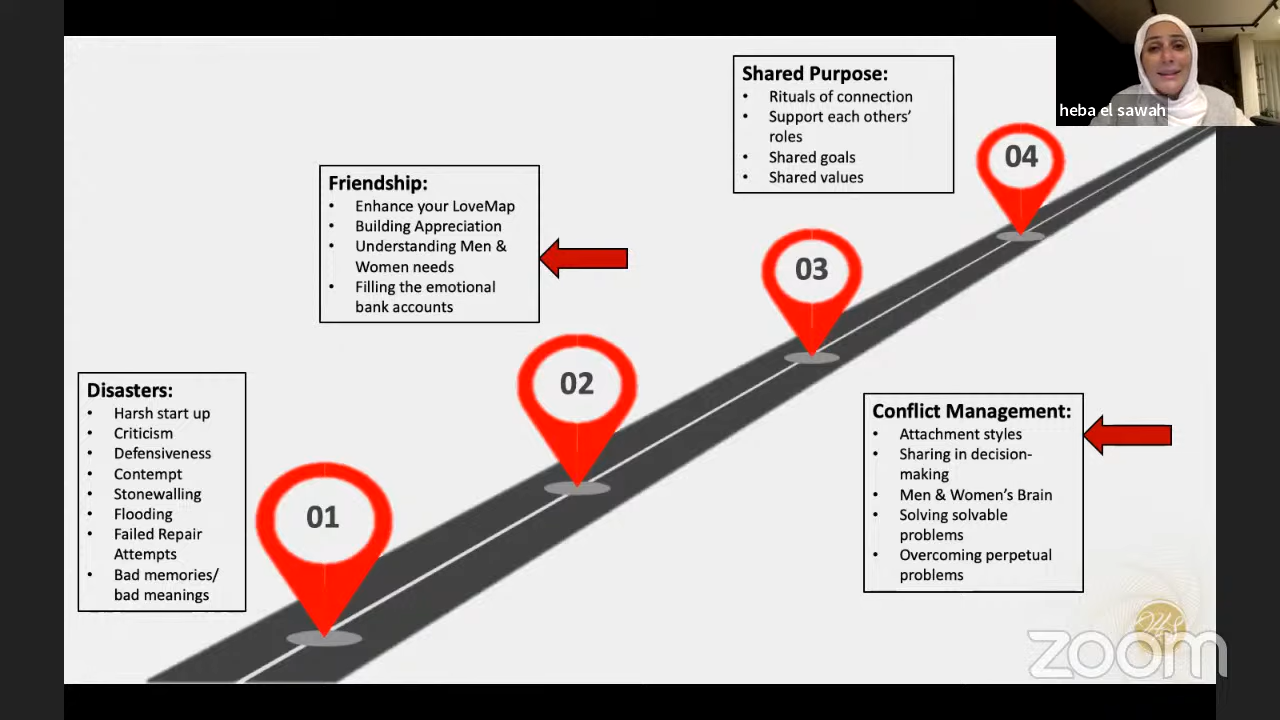 heba el sawah
Shared Purpose:
• Rituals of connection
• Support each others’
roles
• Shared goals
• Shared values
04
Friendship:
• Enhance your LoveMap
• Building Appreciation
• Understanding Men &
Women needs
• Filling the emotional
bank accounts
03
02
Disasters:
• Harsh start up
• Criticism
• Defensiveness
• Contempt
• Stonewalling
• Flooding
• Failed Repair
Attempts
• Bad memories/
bad meanings
01
Conflict Management:
• Attachment styles
• Sharing in decision-
making
• Men & Women’s Brain
• Solving solvable
problems
• Overcoming perpetual
problems
zoom